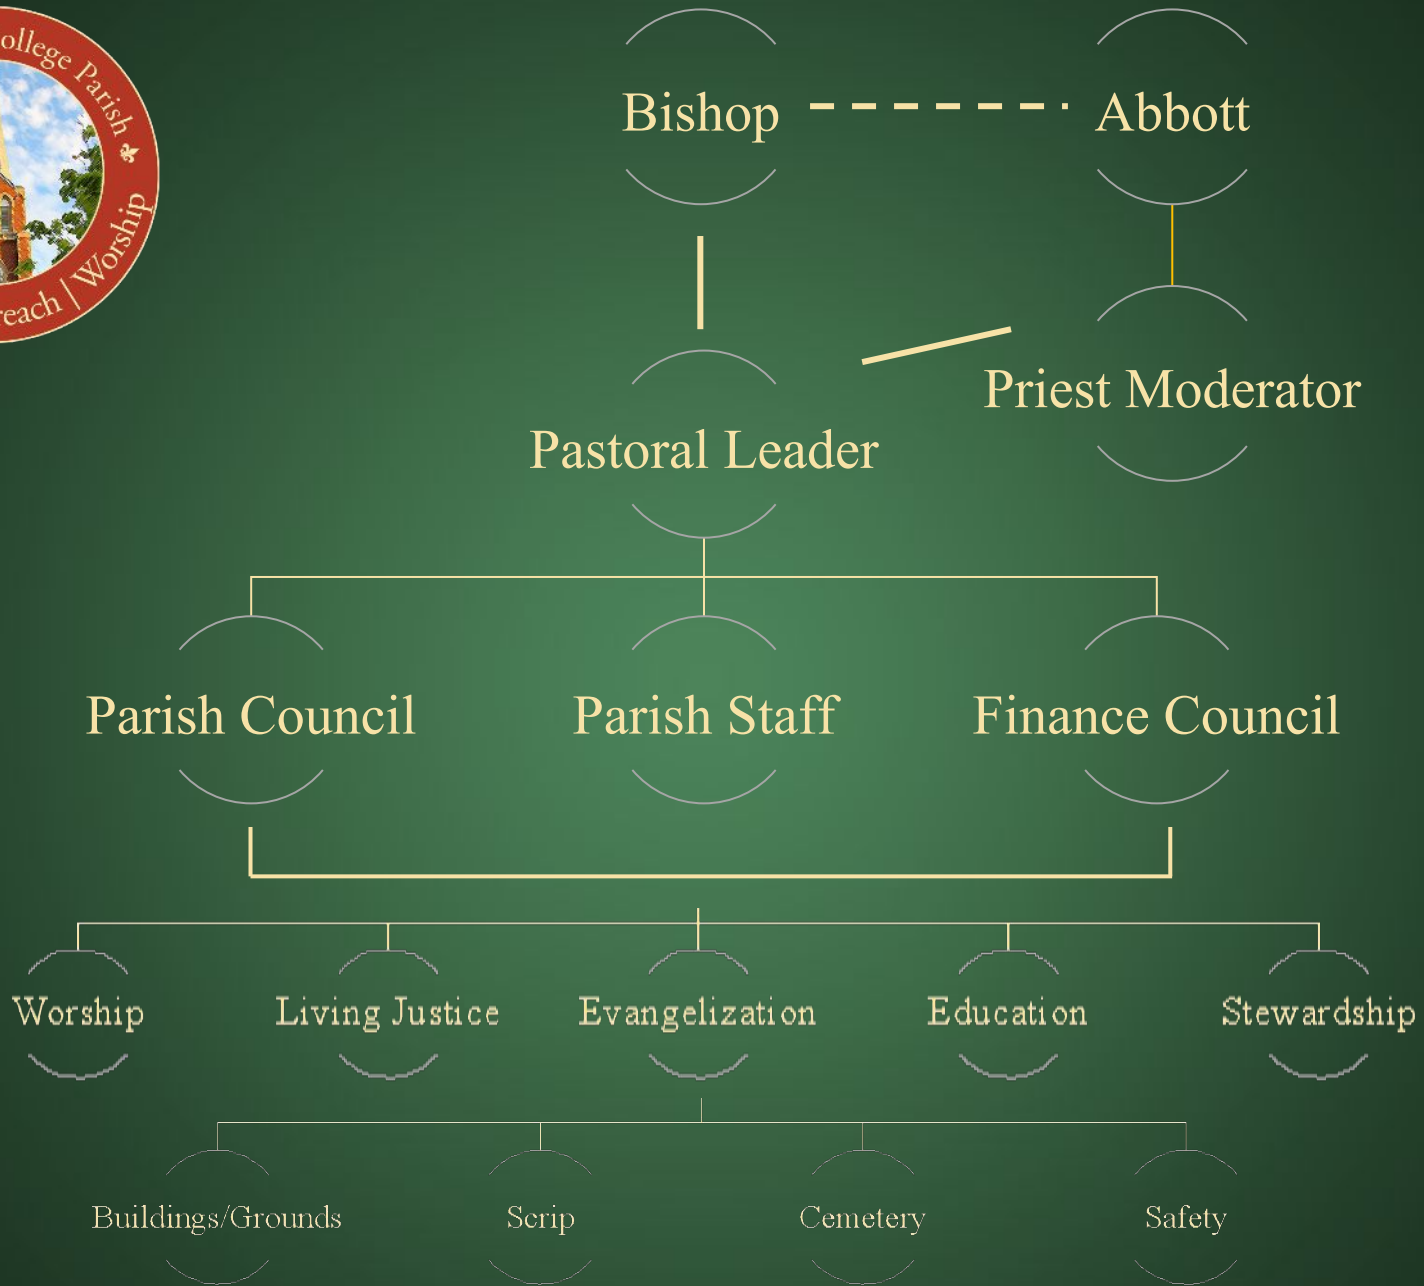 ollege Parish
reach | Worship
Bishop
Abbott
Priest Moderator
Pastoral Leader
Parish Council
Parish Staff
Finance Council
Worship
Living Justice
Evangelization
Education
Stewardship
Buildings/Grounds
Scrip
Cemetery
Safety